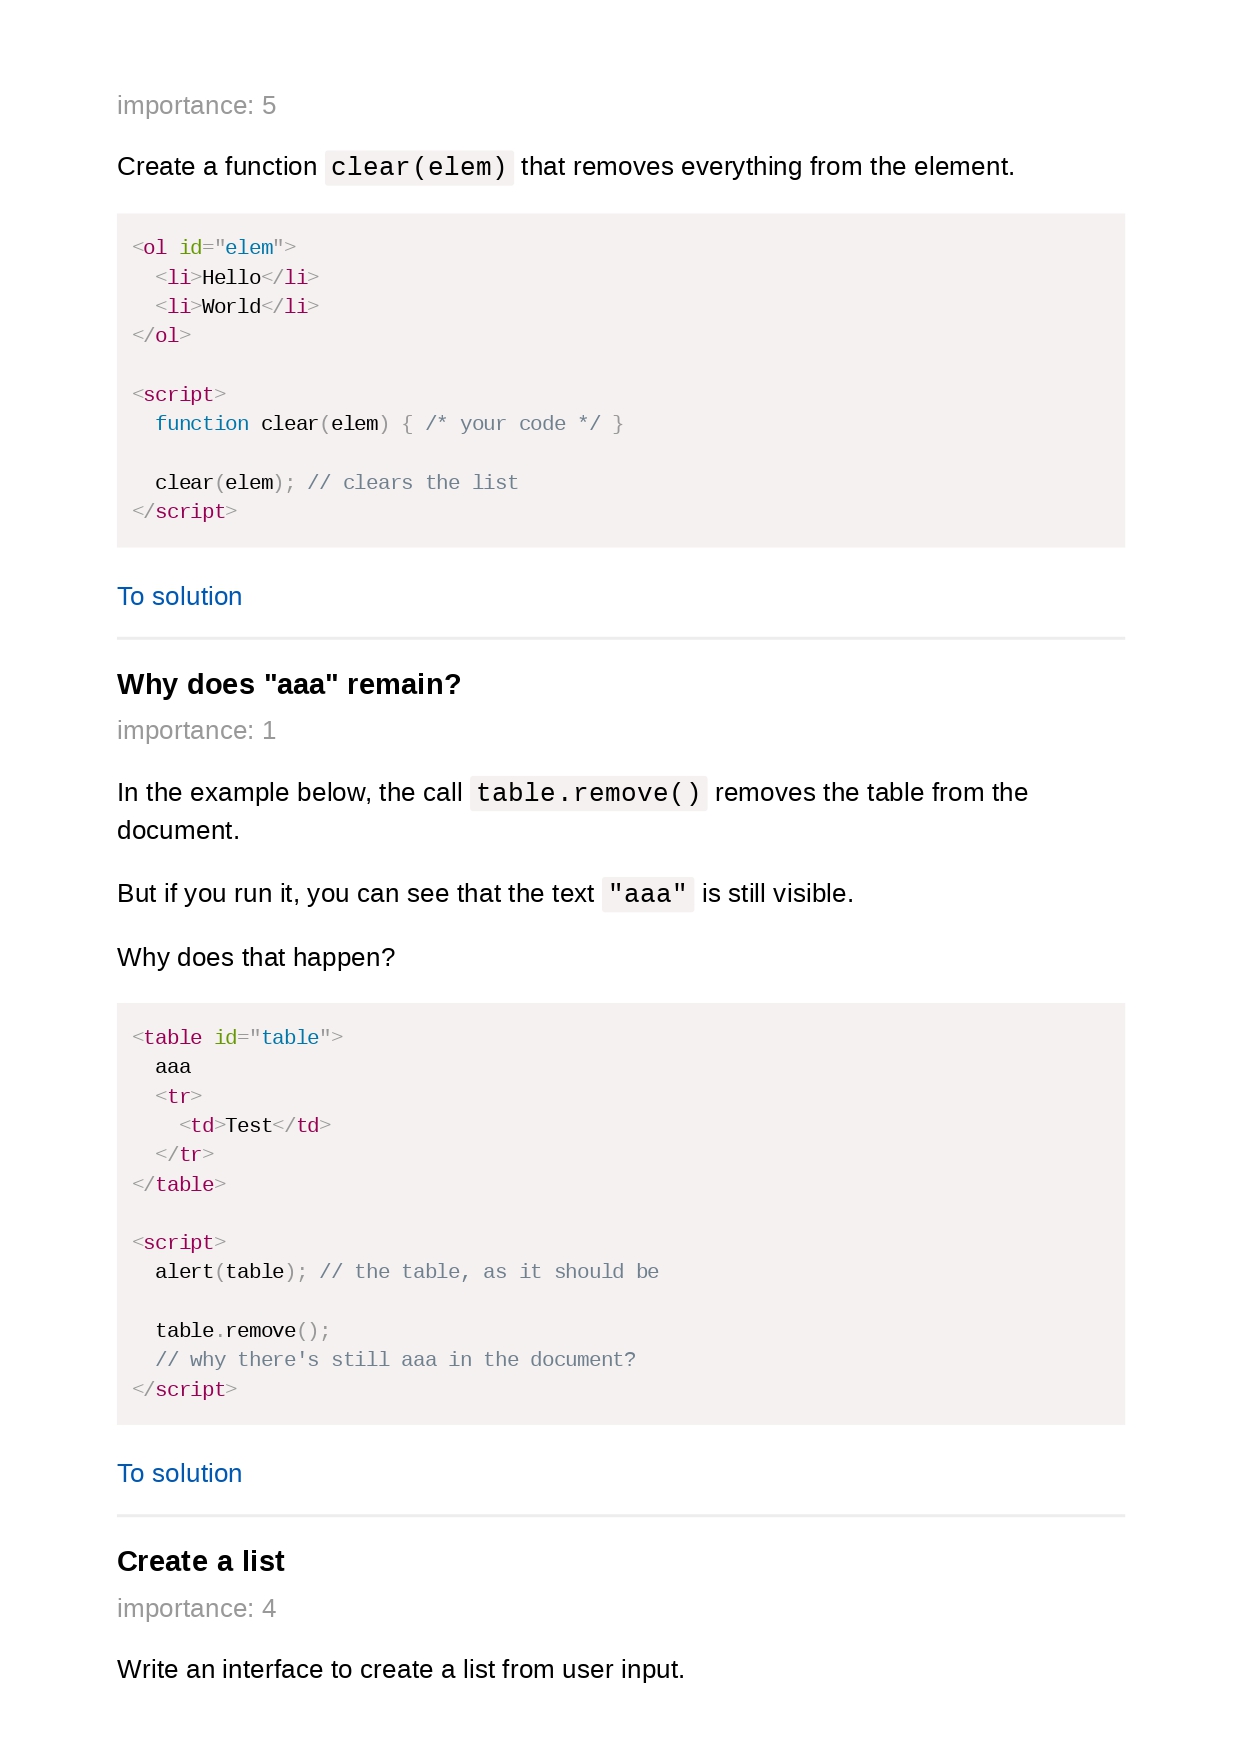 importance: 5
Create a function clear(elem) that removes everything from the element.
<ol id="elem">
  <li>Hello</li>
  <li>World</li>
</ol>
<script>
  function clear(elem) { /* your code */ }
  clear(elem); // clears the list
</script>
To solution
Why does "aaa" remain?
importance: 1
In the example below, the call table.remove() removes the table from the
document.
But if you run it, you can see that the text "aaa" is still visible.
Why does that happen?
<table id="table">
  aaa
  <tr>
    <td>Test</td>
  </tr>
</table>
<script>
  alert(table); // the table, as it should be
  table.remove();
  // why there's still aaa in the document?
</script>
To solution
Create a list
importance: 4
Write an interface to create a list from user input.